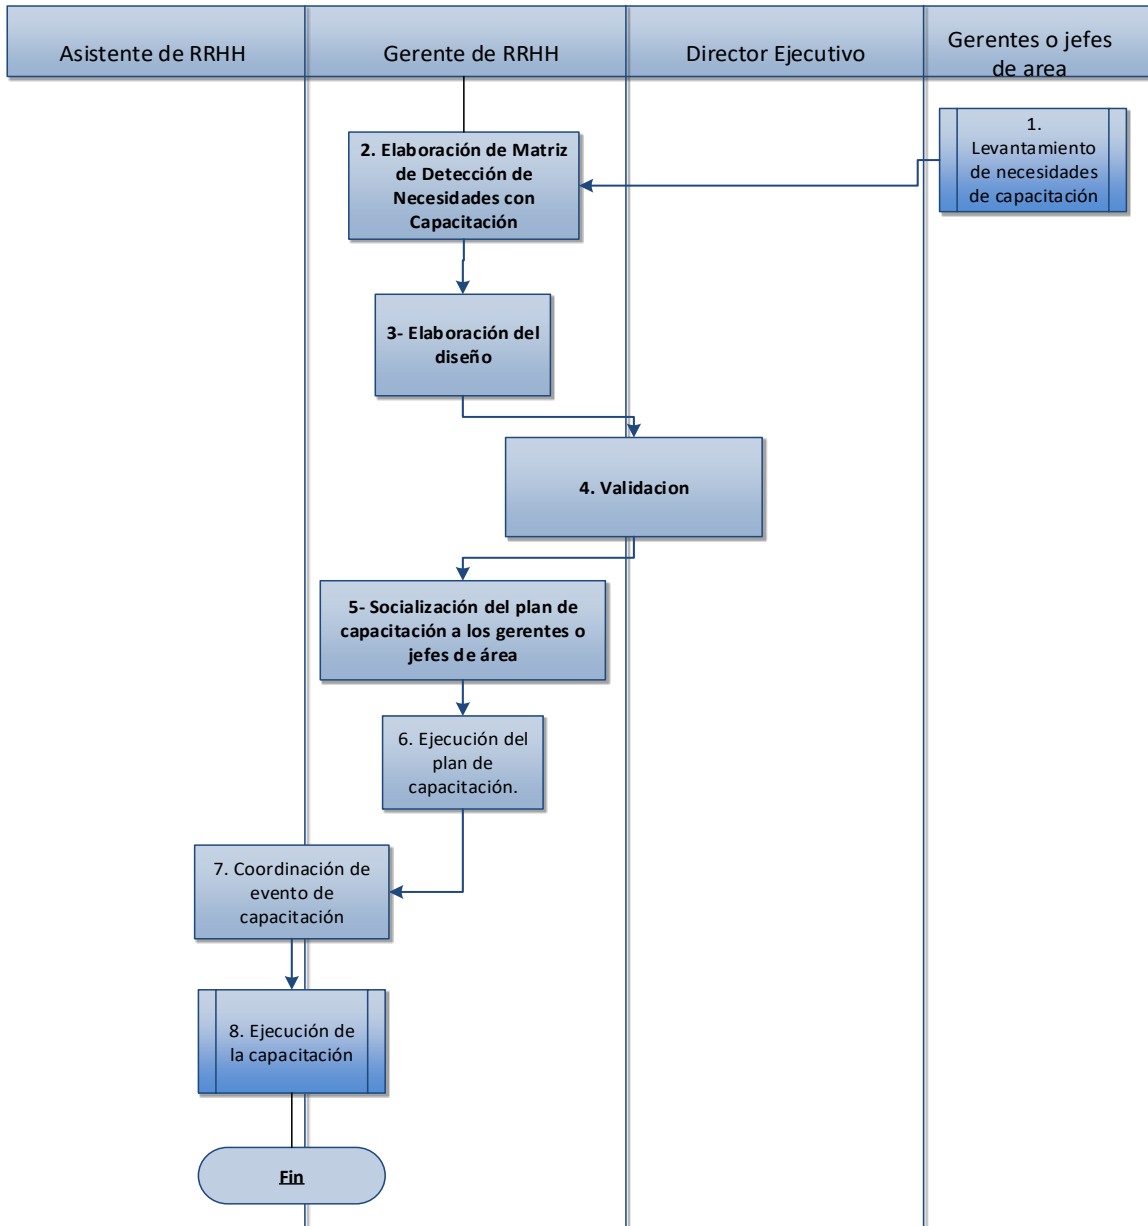 Asistente de RRHH
Gerente de RRHH
Director Ejecutivo
Gerentes o jefes
de area
1.
Levantamiento
de necesidades
de capacitación
2. Elaboración de Matriz
de Detección de
Necesidades con
Capacitación
3- Elaboración del
diseño
4. Validacion
5- Socialización del plan de
capacitación a los gerentes o
jefes de área
6. Ejecución del
plan de
capacitación.
7. Coordinación de
evento de
capacitación
8. Ejecución de
la capacitación
Fin